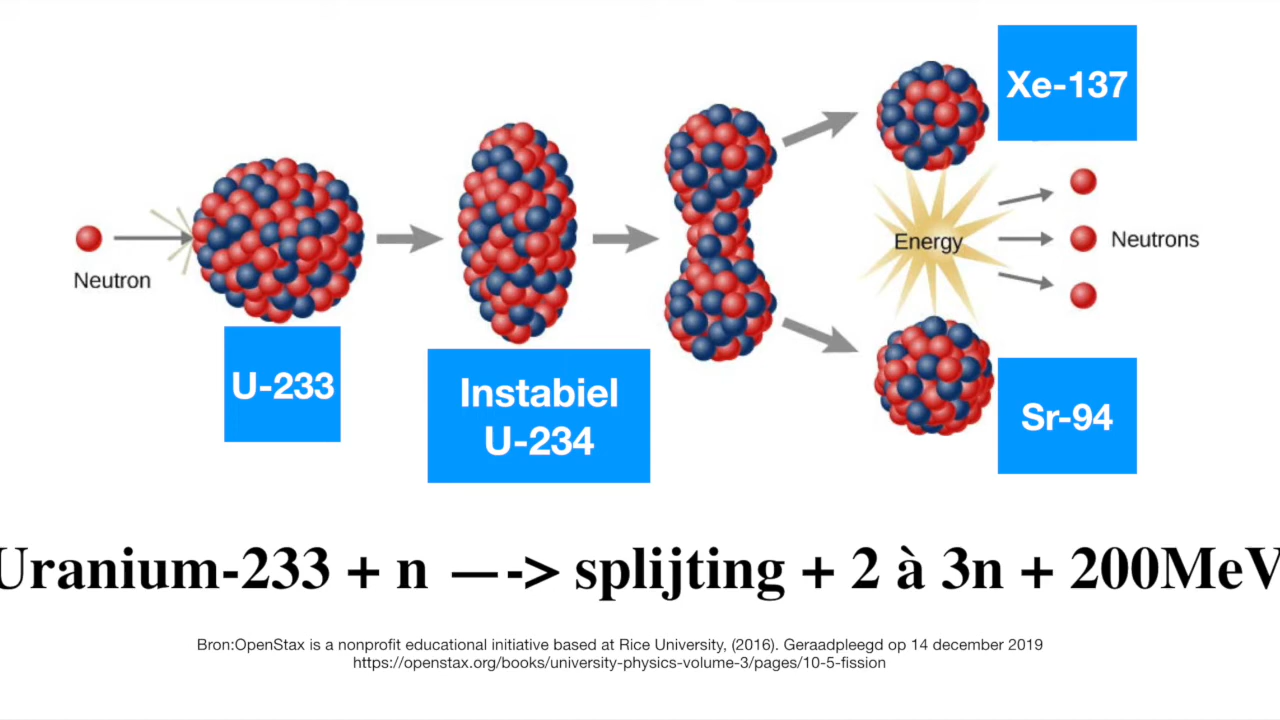 Xe-137
Neutron
Energy
Neutrons
U-233
Instabiel
U-234
Sr-94
Uranium-233 + n —-> splijting + 2 à 3n + 200MeV
Bron:OpenStax is a nonprofit educational initiative based at Rice University, (2016). Geraadpleegd op 14 december 2019
https://openstax.org/books/university-physics-volume-3/pages/10-5-fission